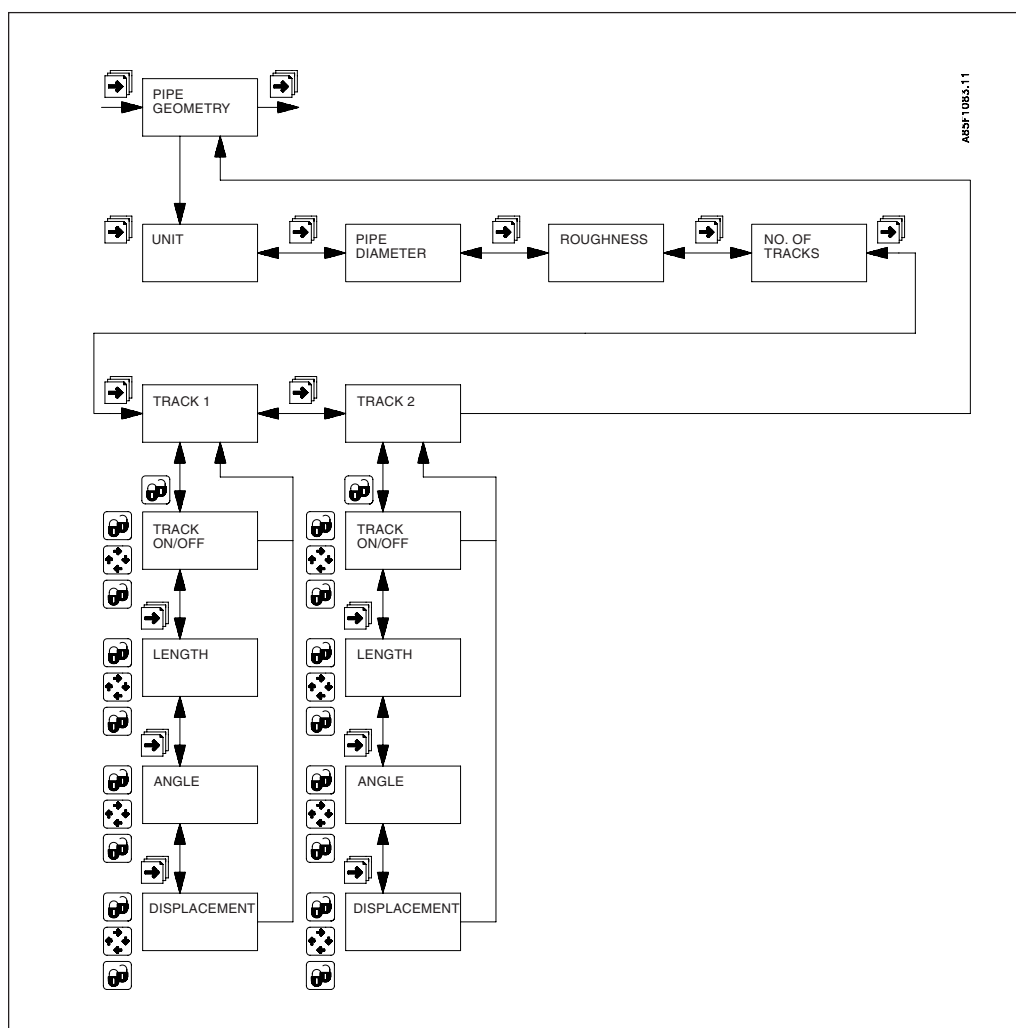 PIPE
GEOMETRY
A85F1083.11
UNIT
PIPE
DIAMETER
ROUGHNESS
NO. OF
TRACKS
TRACK 1
TRACK 2
TRACK
ON/OFF
TRACK
ON/OFF
LENGTH
LENGTH
ANGLE
ANGLE
DISPLACEMENT
DISPLACEMENT